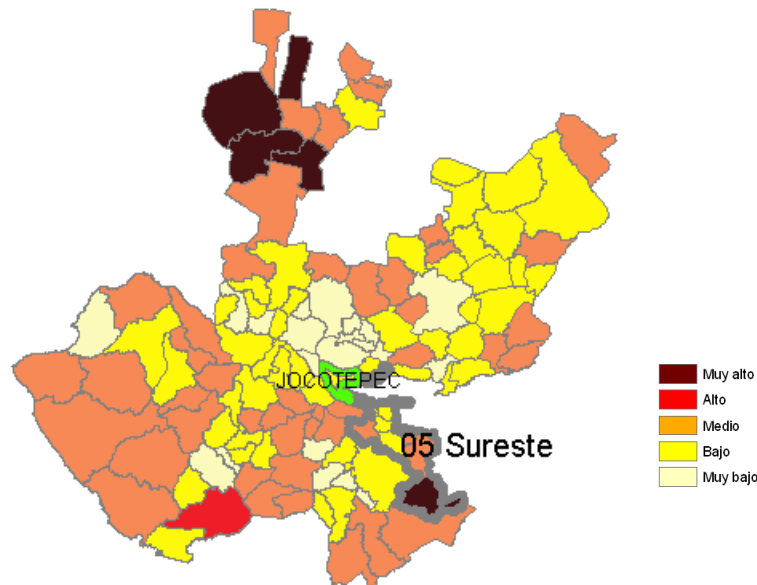 JOCOTEPEC
05 Sureste
Muy alto
Alto
Medio
Bajo
Muy bajo